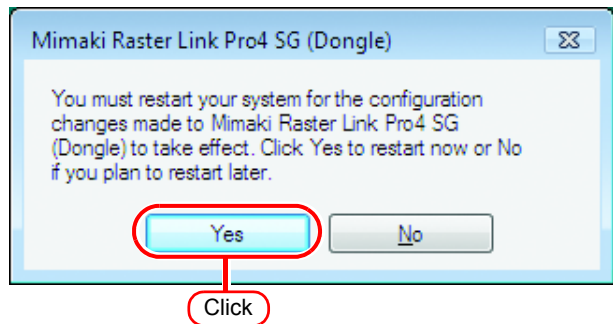 Mimaki Raster Link Pro4 SG (Dongle)
You must restart your system for the configuration
changes made to Mimaki Raster Link Pro4 SG
(Dongle) to take effect. Click Yes to restart now or No
if you plan to restart later.
Yes
No
Click